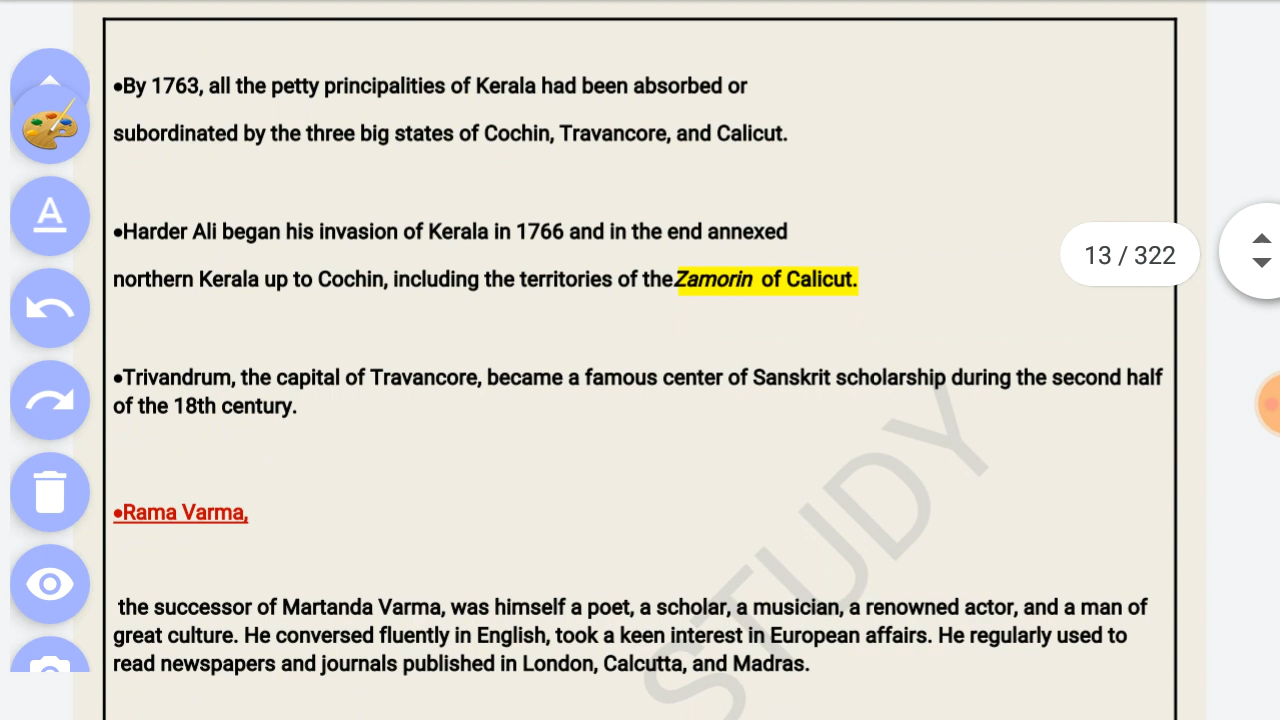 •By 1763, all the petty principalities of Kerala had been absorbed or
subordinated by the three big states of Cochin, Travancore, and Calicut.
•Harder Ali began his invasion of Kerala in 1766 and in the end annexed
13 / 322
northern Kerala up to Cochin, including the territories of the Zamorin of Calicut.
•Trivandrum, the capital of Travancore, became a famous center of Sanskrit scholarship during the second half
of the 18th century.
•Rama Varma,
the successor of Martanda Varma, was himself a poet, a scholar, a musician, a renowned actor, and a man of
great culture. He conversed fluently in English, took a keen interest in European affairs. He regularly used to
read newspapers and journals published in London, Calcutta, and Madras.
STUDY
A